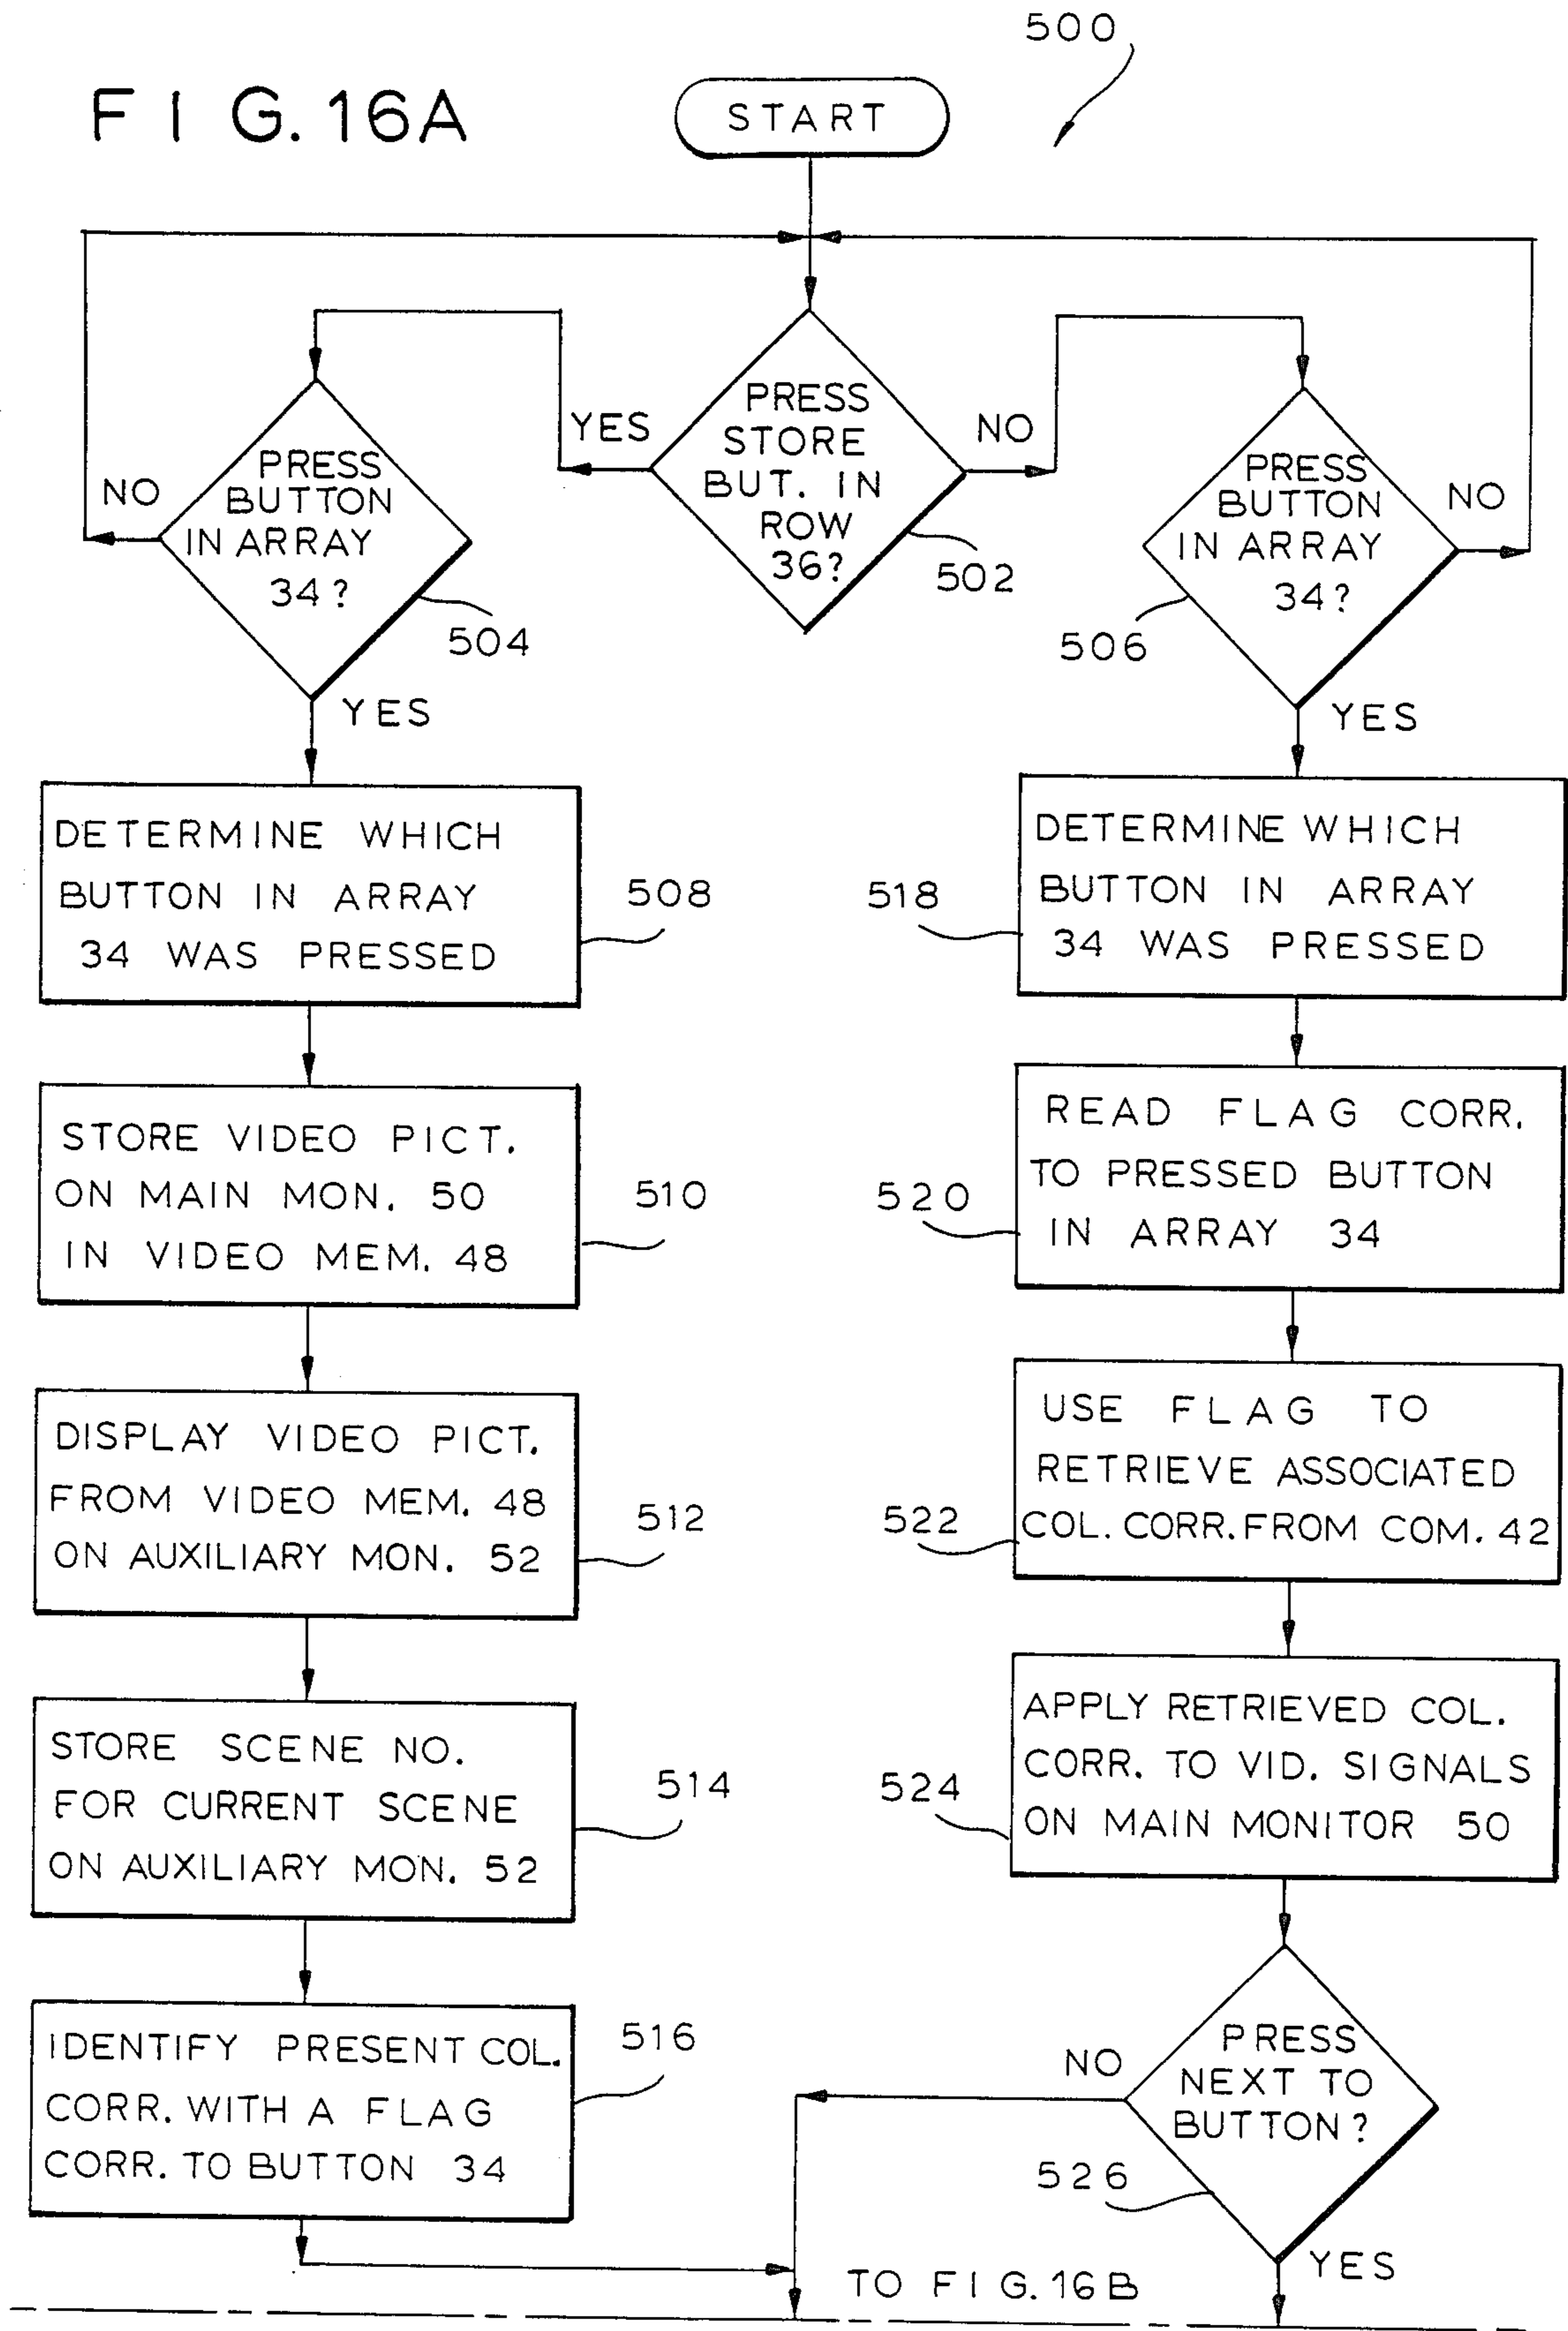 500
FIG. 16A
START
PRESS
STORE
BUT. IN
ROW
36?
YES
NO
502
PRESS
BUTTON
IN ARRAY
34?
NO
504
YES
PRESS
BUTTON
IN ARRAY
34?
NO
506
YES
DETERMINE WHICH
BUTTON IN ARRAY
34 WAS PRESSED
508
STORE VIDEO PICT.
ON MAIN MON. 50
IN VIDEO MEM. 48
510
DISPLAY VIDEO PICT.
FROM VIDEO MEM. 48
ON AUXILIARY MON. 52
512
STORE SCENE NO.
FOR CURRENT SCENE
ON AUXILIARY MON. 52
514
IDENTIFY PRESENT COL.
CORR. WITH A FLAG
CORR. TO BUTTON 34
516
DETERMINE WHICH
BUTTON IN ARRAY
34 WAS PRESSED
518
READ FLAG CORR.
TO PRESSED BUTTON
IN ARRAY 34
520
USE FLAG TO
RETRIEVE ASSOCIATED
COL. CORR. FROM COM. 42
522
APPLY RETRIEVED COL.
CORR. TO VID. SIGNALS
ON MAIN MONITOR 50
524
PRESS
NEXT TO
BUTTON?
NO
526
YES
TO FIG. 16B